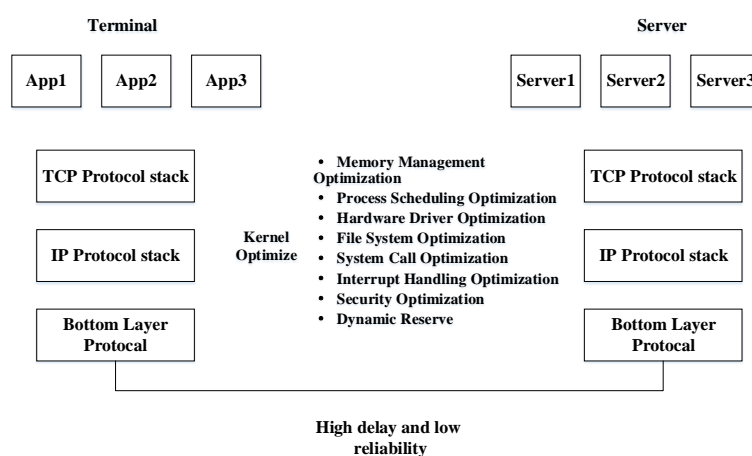 Terminal
Server
App1
App2
App3
Server1
Server2
Server3
TCP Protocol stack
IP Protocol stack
Bottom Layer
Protocal
Kernel
Optimize
• Memory Management
Optimization
• Process Scheduling Optimization
• Hardware Driver Optimization
• File System Optimization
• System Call Optimization
• Interrupt Handling Optimization
• Security Optimization
• Dynamic Reserve
TCP Protocol stack
IP Protocol stack
Bottom Layer
Protocal
High delay and low
reliability